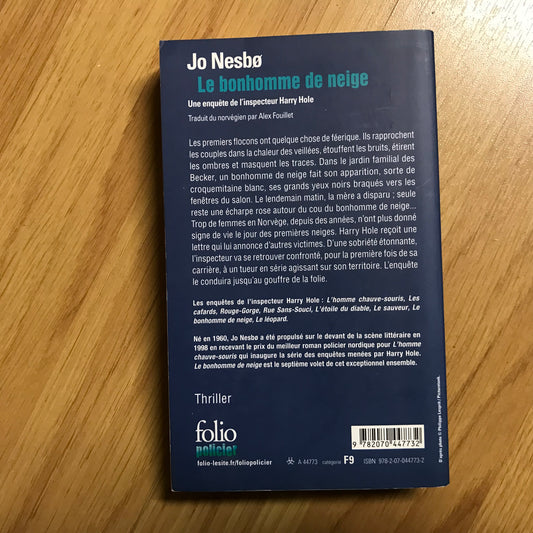 Jo Nesbø
Le bonhomme de neige
Une enquête de l'inspecteur Harry Hole
Traduit du norvégien par Alex Fouillet
Les premiers flocons ont quelque chose de féerique. Ils rapprochent
les couples dans la chaleur des veillées, étouffent les bruits, étirent
les ombres et masquent les traces. Dans le jardin familial des
Becker, un bonhomme de neige fait son apparition, sorte de
croquemitaine blanc, ses grands yeux noirs braqués vers les
fenêtres du salon. Le lendemain matin, la mère a disparu ; seule
reste une écharpe rose autour du cou du bonhomme de neige...
Trop de femmes en Norvège, depuis des années, n'ont plus donné
signe de vie le jour des premières neiges. Harry Hole reçoit une
lettre qui lui annonce d'autres victimes. D'une sobriété étonnante,
l'inspecteur va se retrouver confronté, pour la première fois de sa
carrière, à un tueur en série agissant sur son territoire. L'enquête
le conduira jusqu'au gouffre de la folie.
Les enquêtes de l'inspecteur Harry Hole : L'homme chauve-souris, Les
cafards, Rouge-Gorge, Rue Sans-Souci, L'étoile du diable, Le sauveur, Le
bonhomme de neige, Le léopard.
Né en 1960, Jo Nesbø a été propulsé sur le devant de la scène littéraire en
1998 en recevant le prix du meilleur roman policier nordique pour L'homme
chauve-souris qui inaugure la série des enquêtes menées par Harry Hole.
Le bonhomme de neige est le septième volet de cet exceptionnel ensemble.
Thriller
folio
policier
folio-lesite.fr/foliopolicier
A 44773 catégorie F9
9 782070 447732
ISBN 978-2-07-044773-2
D'après photo © Philippe Lesprit / Picturetank.